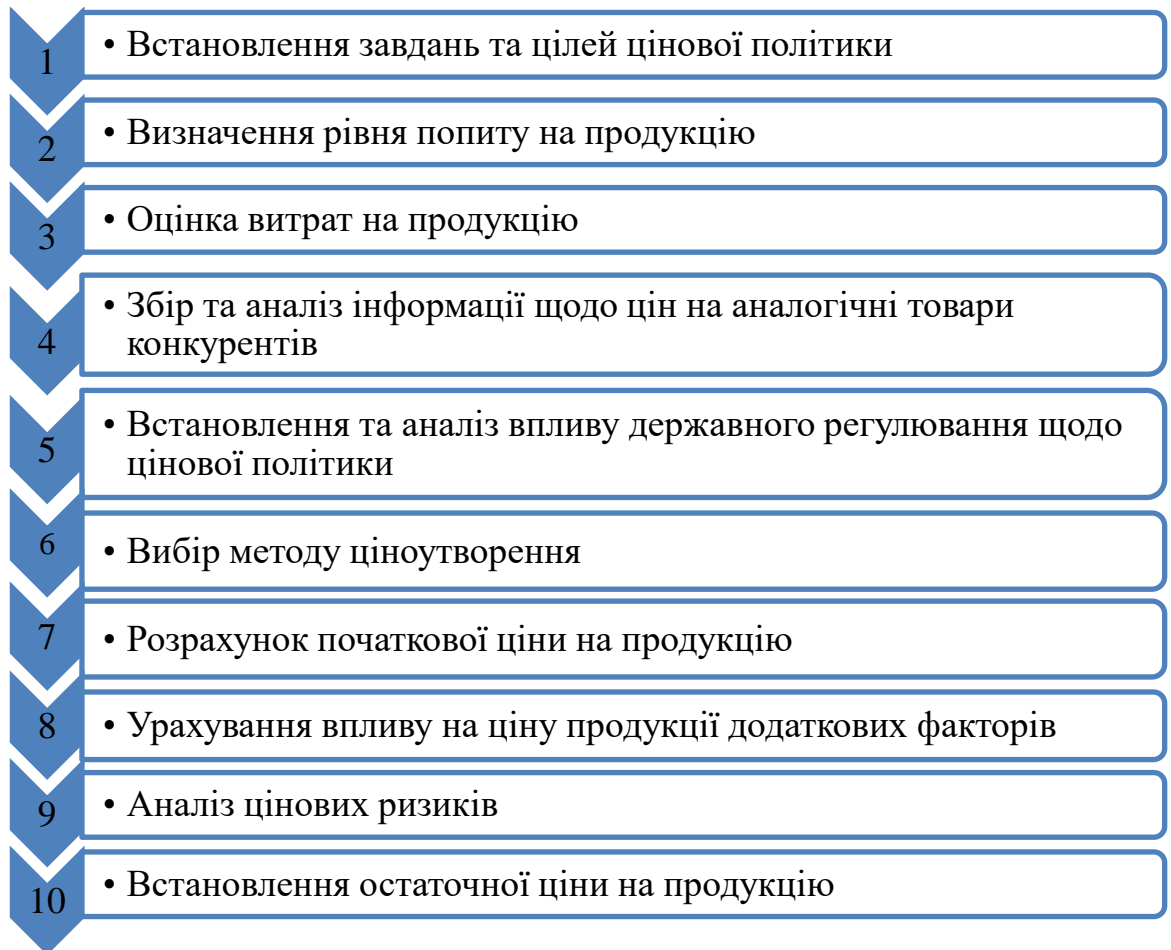 1
• Встановлення завдань та цілей цінової політики
2
• Визначення рівня попиту на продукцію
3
• Оцінка витрат на продукцію
4
• Збір та аналіз інформації щодо цін на аналогічні товари
конкурентів
5
• Встановлення та аналіз впливу державного регулювання щодо
цінової політики
6
• Вибір методу ціноутворення
7
• Розрахунок початкової ціни на продукцію
8
• Урахування впливу на ціну продукції додаткових факторів
9
• Аналіз цінових ризиків
10
• Встановлення остаточної ціни на продукцію